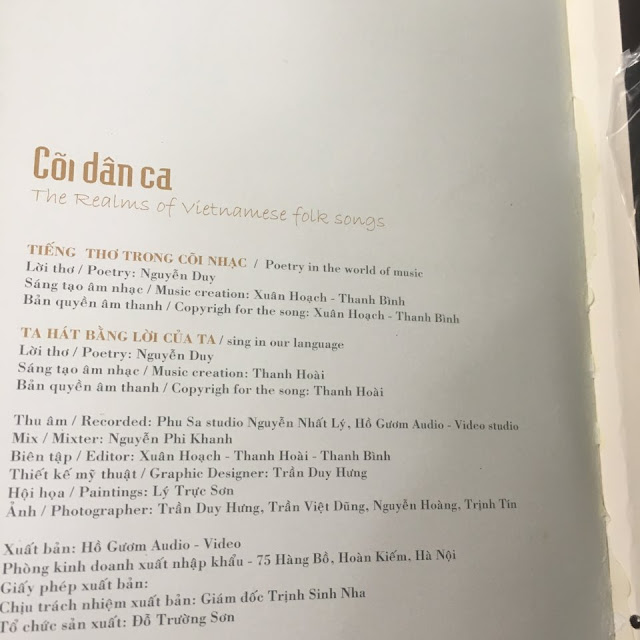 Cõi dân ca
The Realms of Vietnamese folk songs
TIẾNG THƠ TRONG CÕI NHẠC / Poetry in the world of music
Lời thơ / Poetry: Nguyễn Duy
Sáng tạo âm nhạc / Music creation: Xuân Hoạch - Thanh Bình
Bản quyền âm thanh / Copyrigh for the song: Xuân Hoạch - Thanh Bình
TA HÁT BẰNG LỜI CỦA TA / sing in our language
Lời thơ / Poetry: Nguyễn Duy
Sáng tạo âm nhạc / Music creation: Thanh Hoài
Bản quyền âm thanh / Copyrigh for the song: Thanh Hoài
Thu âm / Recorded: Phu Sa studio Nguyễn Nhất Lý, Hồ Gươm Audio - Video studio
Mix / Mixter: Nguyễn Phi Khanh
Biên tập / Editor: Xuân Hoạch - Thanh Hoài - Thanh Bình
Thiết kế mỹ thuật / Graphic Designer: Trần Duy Hưng
Hội họa / Paintings: Lý Trực Sơn
Ảnh / Photographer: Trần Duy Hưng, Trần Việt Dũng, Nguyễn Hoàng, Trịnh Tín
Xuất bản: Hồ Gươm Audio - Video
Phòng kinh doanh xuất nhập khẩu - 75 Hàng Bồ, Hoàn Kiếm, Hà Nội
Giấy phép xuất bản:
Chịu trách nhiệm xuất bản: Giám đốc Trịnh Sinh Nha
Tổ chức sản xuất: Đỗ Trường Sơn